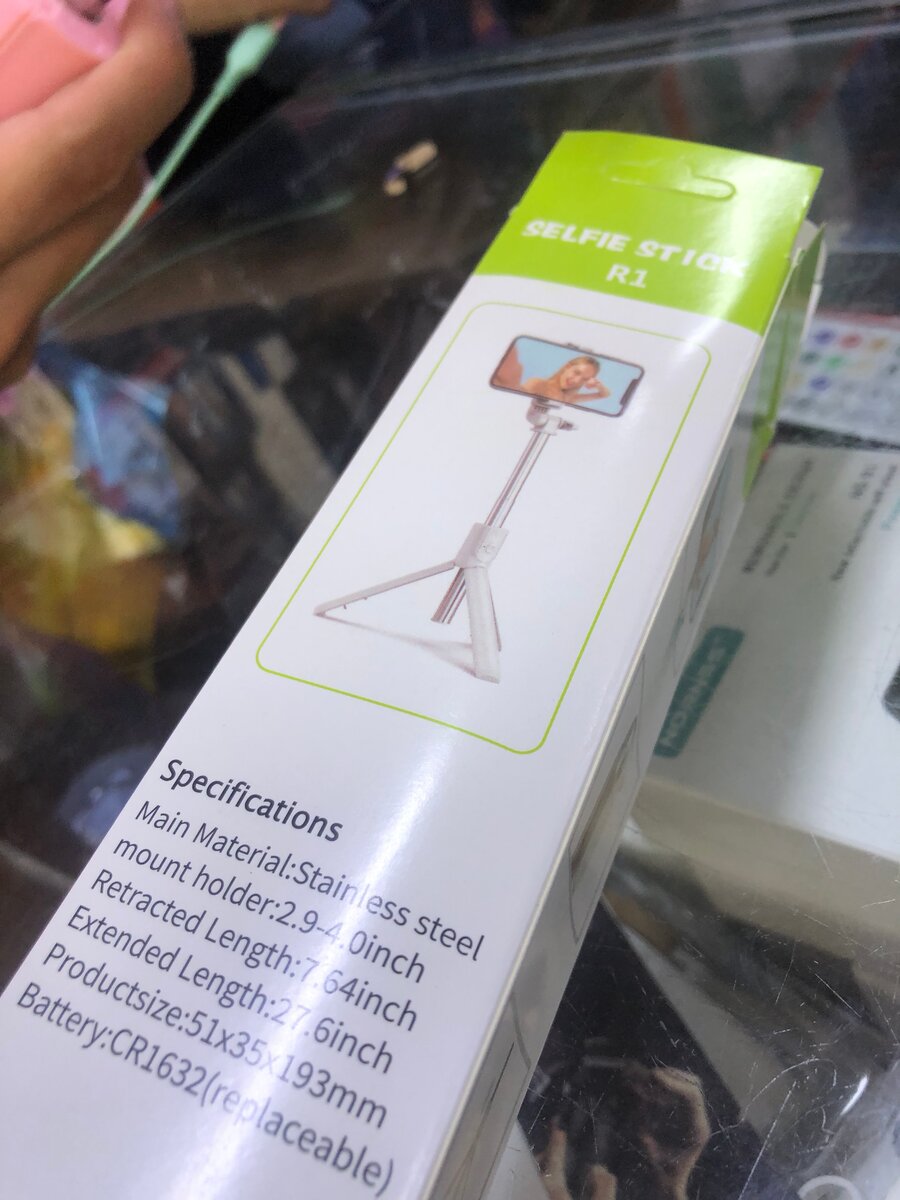 SELFIE STICK
R1
Specifications
Main Material:Stainless steel
mount holder:2.9-4.0inch
Retracted Length:7.64inch
Extended Length:27.6inch
Productsize:51x35x193mm
Battery:CR1632(replaceable)